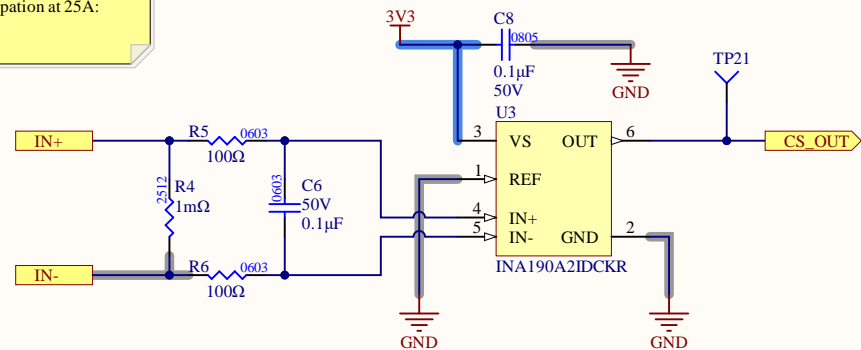 pation at 25A:
3V3
C8
0805
0.1µF
50V
GND
TP21
U3
3 VS OUT 6
CS_OUT
1 REF
4 IN+
5 IN- GND 2
INA190A2IDCKR
GND
GND
IN+
R5 0603
100Ω
2512
R4
1mΩ
0603
C6
50V
0.1µF
IN-
R6 0603
100Ω